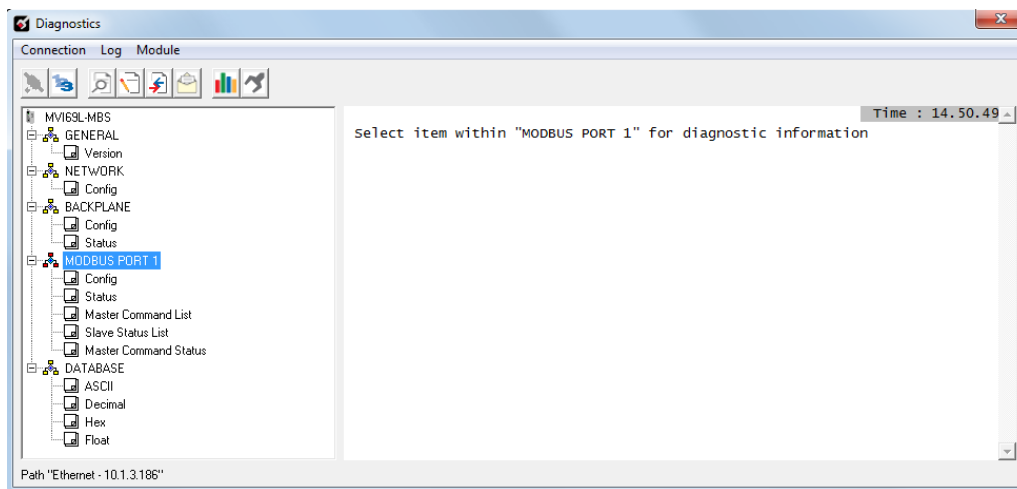 Diagnostics
Connection Log Module
MVI69L-MBS
GENERAL
Version
NETWORK
Config
BACKPLANE
Config
Status
MODBUS PORT 1
Config
Status
Master Command List
Slave Status List
Master Command Status
DATABASE
ASCII
Decimal
Hex
Float
Time : 14.50.49
Select item within "MODBUS PORT 1" for diagnostic information
Path "Ethernet - 10.1.3.186"